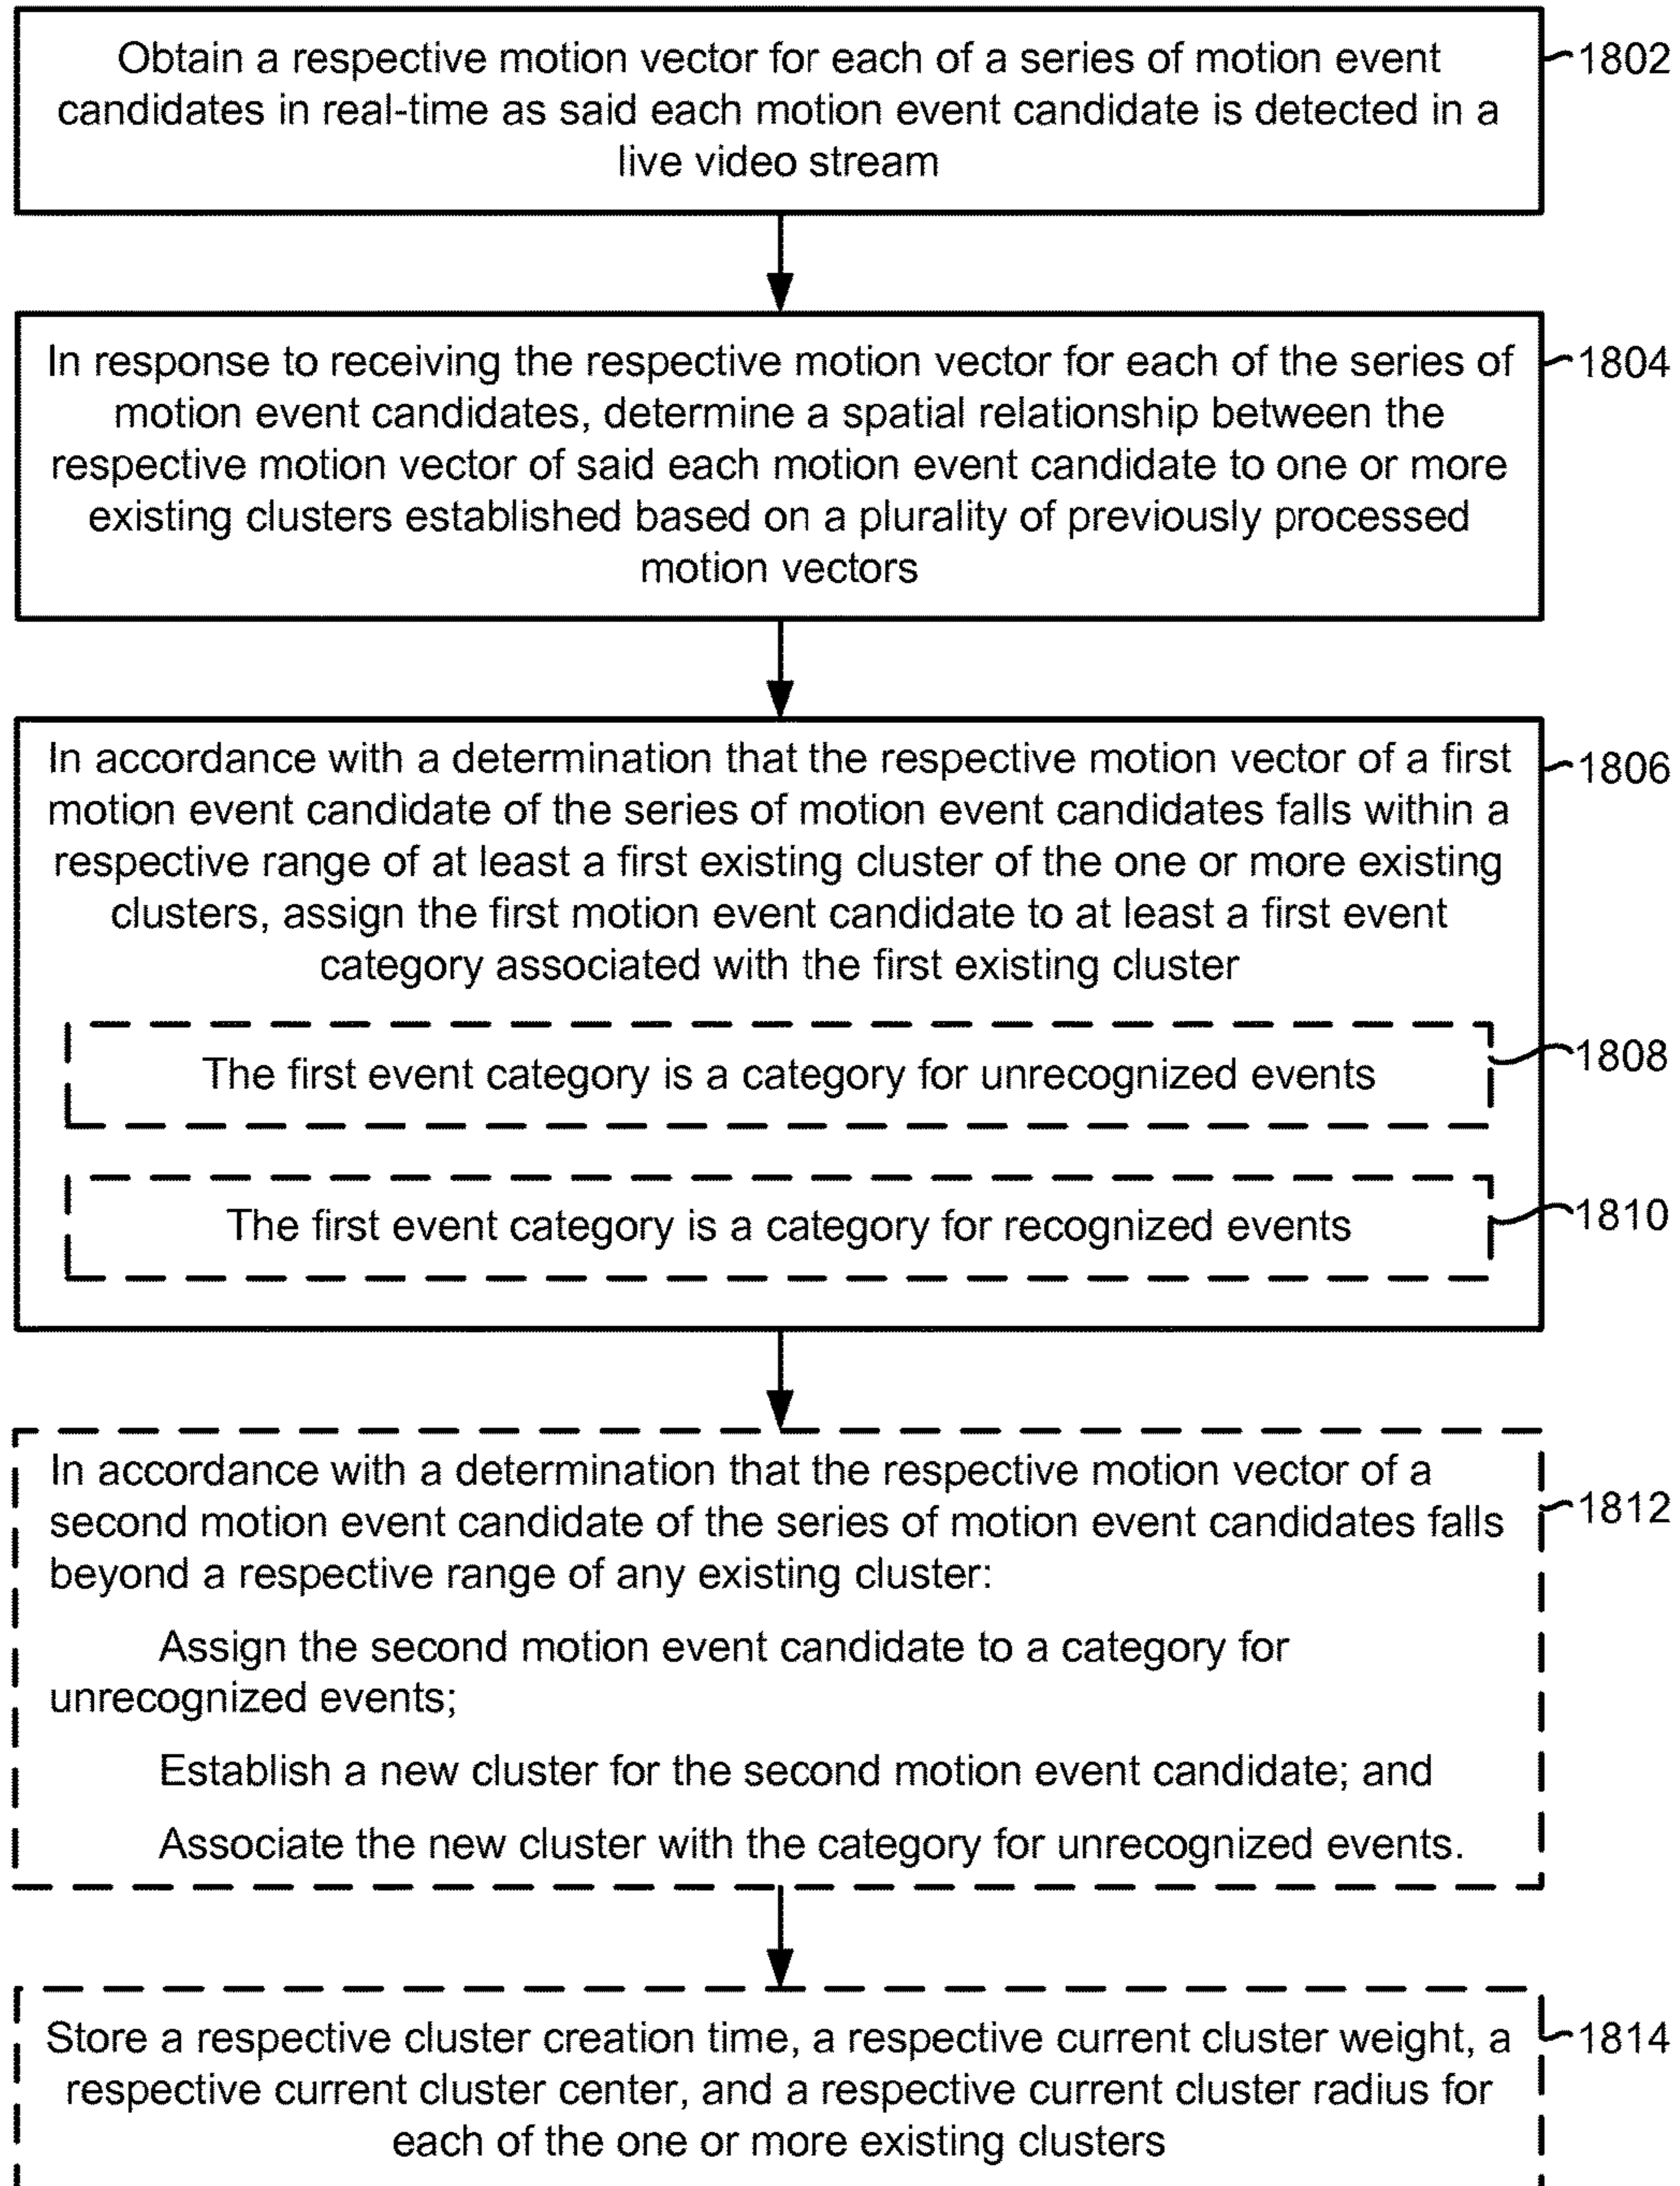 Obtain a respective motion vector for each of a series of motion event
candidates in real-time as said each motion event candidate is detected in a
live video stream
1802
In response to receiving the respective motion vector for each of the series of
motion event candidates, determine a spatial relationship between the
respective motion vector of said each motion event candidate to one or more
existing clusters established based on a plurality of previously processed
motion vectors
1804
In accordance with a determination that the respective motion vector of a first
motion event candidate of the series of motion event candidates falls within a
respective range of at least a first existing cluster of the one or more existing
clusters, assign the first motion event candidate to at least a first event
category associated with the first existing cluster
1806
The first event category is a category for unrecognized events
1808
The first event category is a category for recognized events
1810
In accordance with a determination that the respective motion vector of a
second motion event candidate of the series of motion event candidates falls
beyond a respective range of any existing cluster:
Assign the second motion event candidate to a category for
unrecognized events;
Establish a new cluster for the second motion event candidate; and
Associate the new cluster with the category for unrecognized events.
1812
Store a respective cluster creation time, a respective current cluster weight, a
respective current cluster center, and a respective current cluster radius for
each of the one or more existing clusters
1814